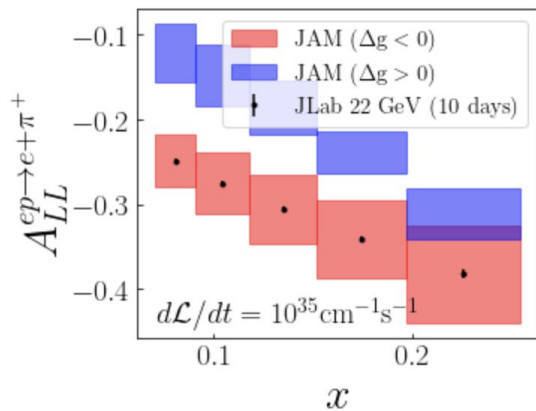 −0.1
−0.2
−0.3
−0.4
A_{LL}^{ep→e+π^+}
JAM (Δg < 0)
JAM (Δg > 0)
JLab 22 GeV (10 days)
dℒ/dt = 10^{35}cm^{−1}s^{−1}
0.1 0.2
x